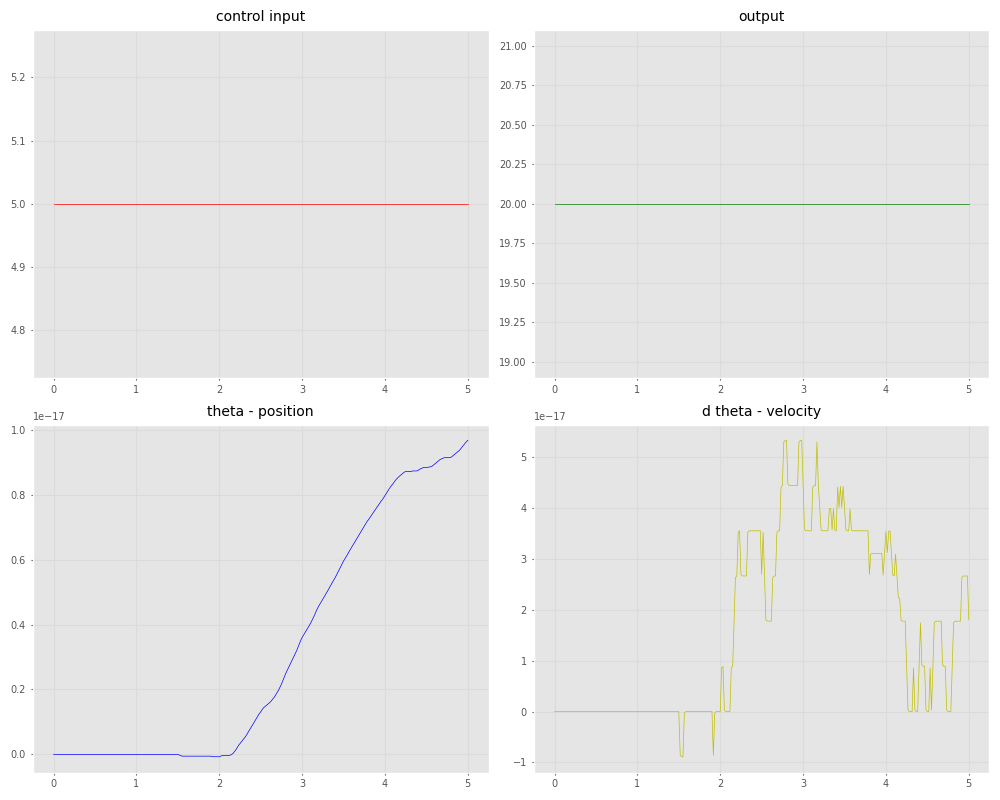 control input
5.2
5.1
5.0
4.9
4.8
0 1 2 3 4 5
output
21.00
20.75
20.50
20.25
20.00
19.75
19.50
19.25
19.00
0 1 2 3 4 5
theta - position
1e−17
1.0
0.8
0.6
0.4
0.2
0.0
0 1 2 3 4 5
d theta - velocity
1e−17
5
4
3
2
1
0
−1
0 1 2 3 4 5